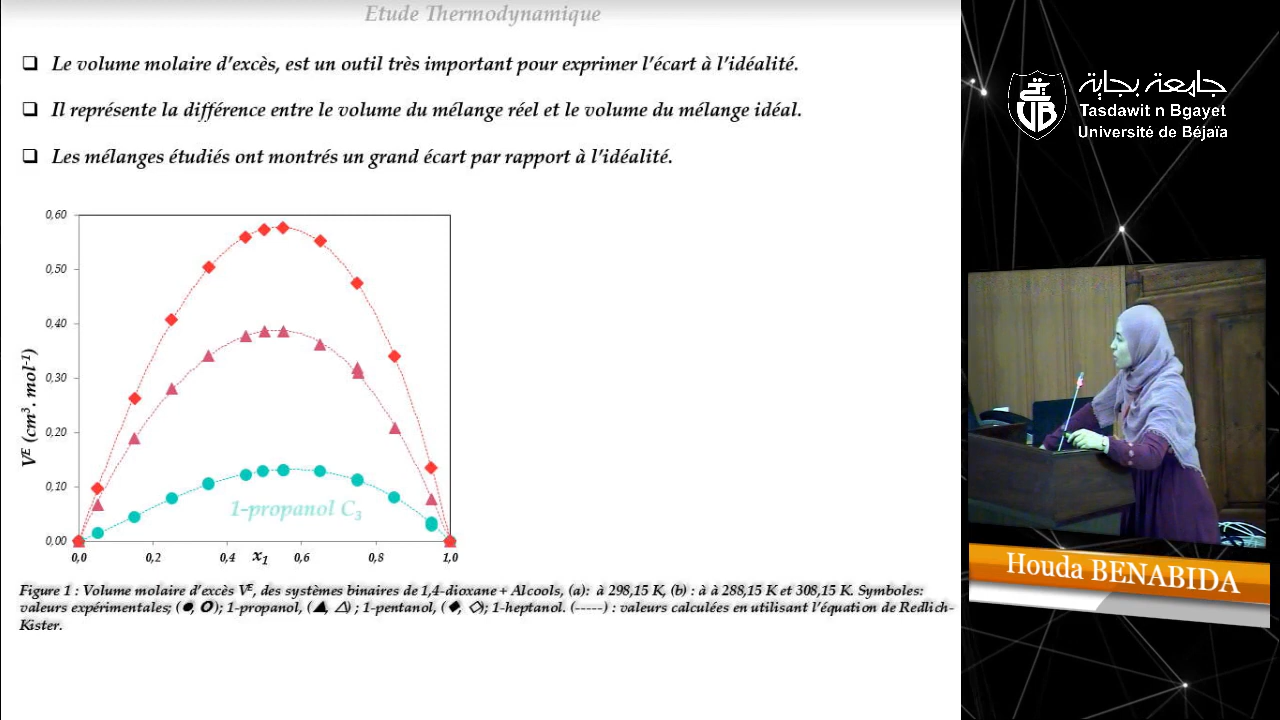 Etude Thermodynamique
❑ Le volume molaire d'excès, est un outil très important pour exprimer l'écart à l'idéalité.
❑ Il représente la différence entre le volume du mélange réel et le volume du mélange idéal.
❑ Les mélanges étudiés ont montrés un grand écart par rapport à l'idéalité.
0,60
0,50
0,40
0,30
0,20
0,10
0,00
Vᴱ (cm³. mol⁻¹)
1-propanol C₃
0,0 0,2 0,4 x₁ 0,6 0,8 1,0
Figure 1 : Volume molaire d'excès Vᴱ, des systèmes binaires de 1,4-dioxane + Alcools, (a): à 298,15 K, (b) : à à 288,15 K et 308,15 K. Symboles:
valeurs expérimentales; (●, ○); 1-propanol, (▲, △) ; 1-pentanol, (◆, ◇); 1-heptanol. (-----) : valeurs calculées en utilisant l'équation de Redlich-
Kister.
جامعة بجاية
Tasdawit n Bgayet
Université de Béjaïa
UB
Houda BENABIDA